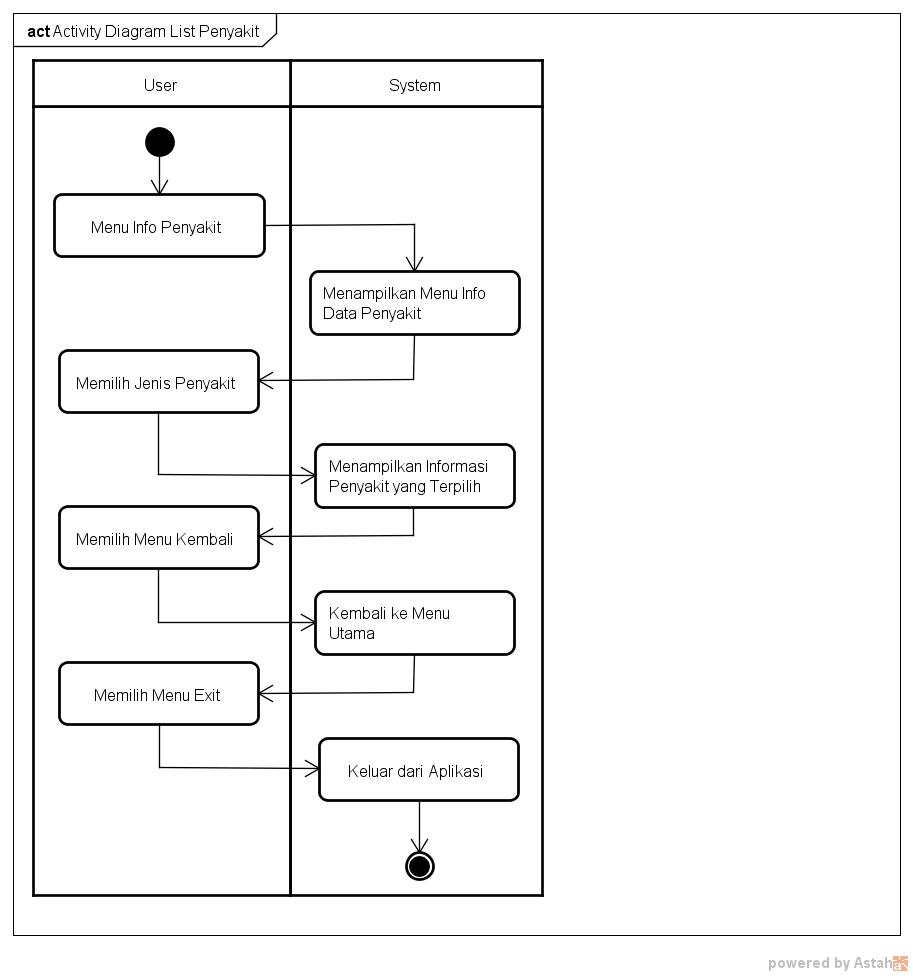 act Activity Diagram List Penyakit
User
System
Menu Info Penyakit
Menampilkan Menu Info
Data Penyakit
Memilih Jenis Penyakit
Menampilkan Informasi
Penyakit yang Terpilih
Memilih Menu Kembali
Kembali ke Menu
Utama
Memilih Menu Exit
Keluar dari Aplikasi
powered by Astah